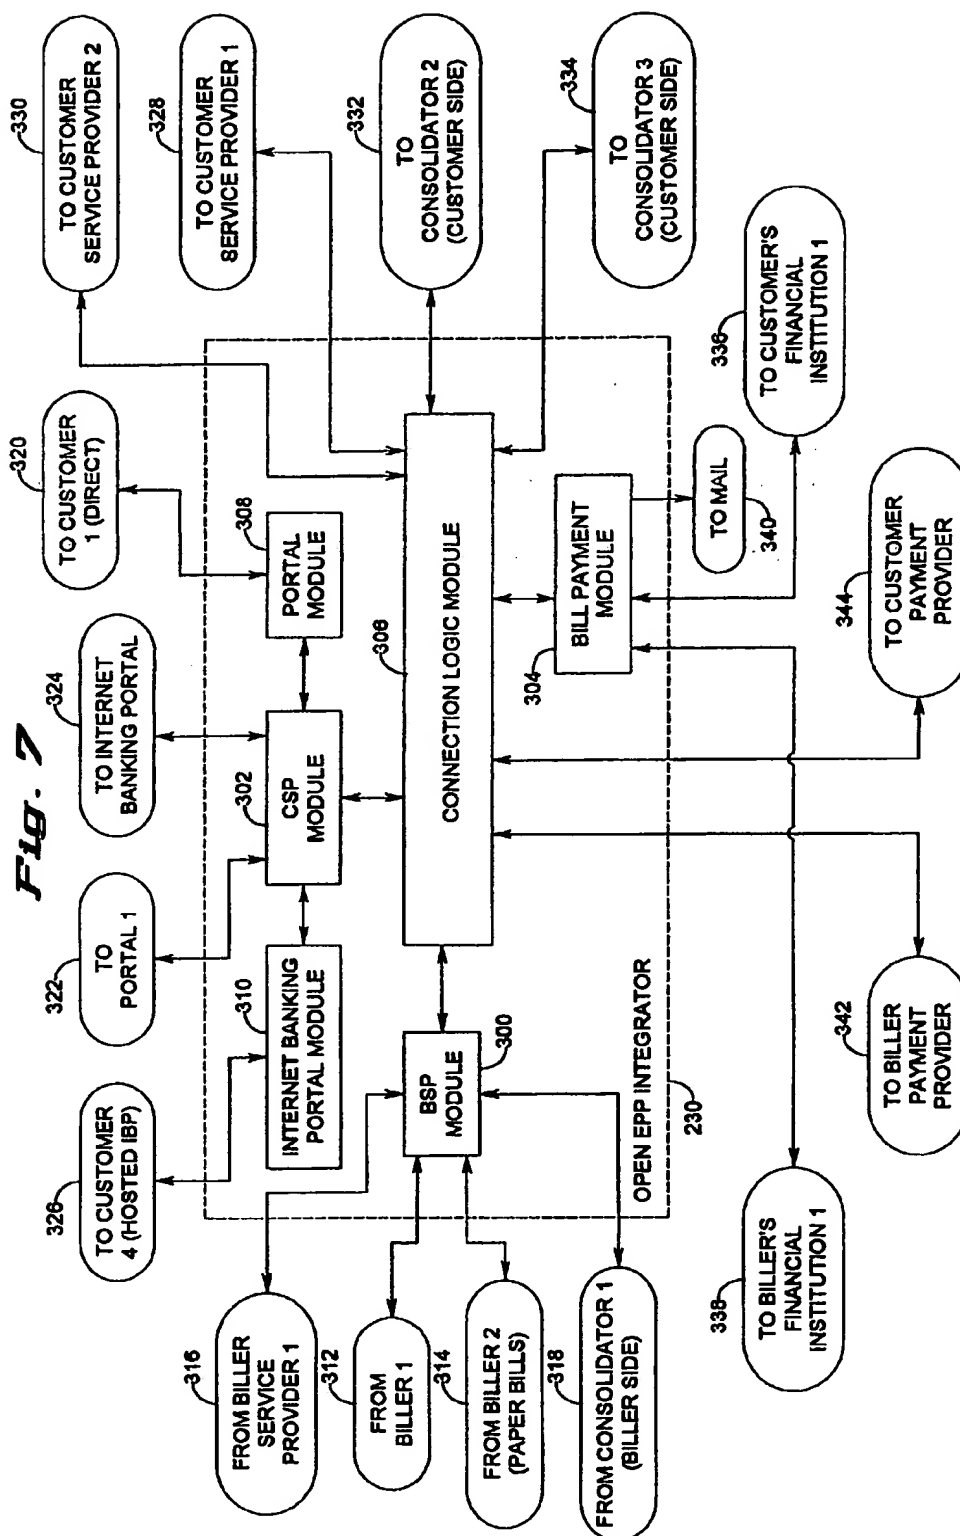 Fig. 7
326
TO CUSTOMER
4 (HOSTED IBP)
322
TO
PORTAL 1
324
TO INTERNET
BANKING PORTAL
320
TO CUSTOMER
1 (DIRECT)
330
TO CUSTOMER
SERVICE PROVIDER 2
328
TO CUSTOMER
SERVICE PROVIDER 1
316
FROM BILLER
SERVICE
PROVIDER 1
310
INTERNET BANKING
PORTAL MODULE
302
CSP
MODULE
308
PORTAL
MODULE
312
FROM
BILLER 1
300
BSP
MODULE
306
CONNECTION LOGIC MODULE
332
TO
CONSOLIDATOR 2
(CUSTOMER SIDE)
314
FROM BILLER 2
(PAPER BILLS)
304
BILL PAYMENT
MODULE
334
TO
CONSOLIDATOR 3
(CUSTOMER SIDE)
318
FROM CONSOLIDATOR 1
(BILLER SIDE)
OPEN EPP INTEGRATOR
230
TO MAIL
340
336
TO CUSTOMER'S
FINANCIAL
INSTITUTION 1
338
TO BILLER'S
FINANCIAL
INSTITUTION 1
342
TO BILLER
PAYMENT
PROVIDER
344
TO CUSTOMER
PAYMENT
PROVIDER